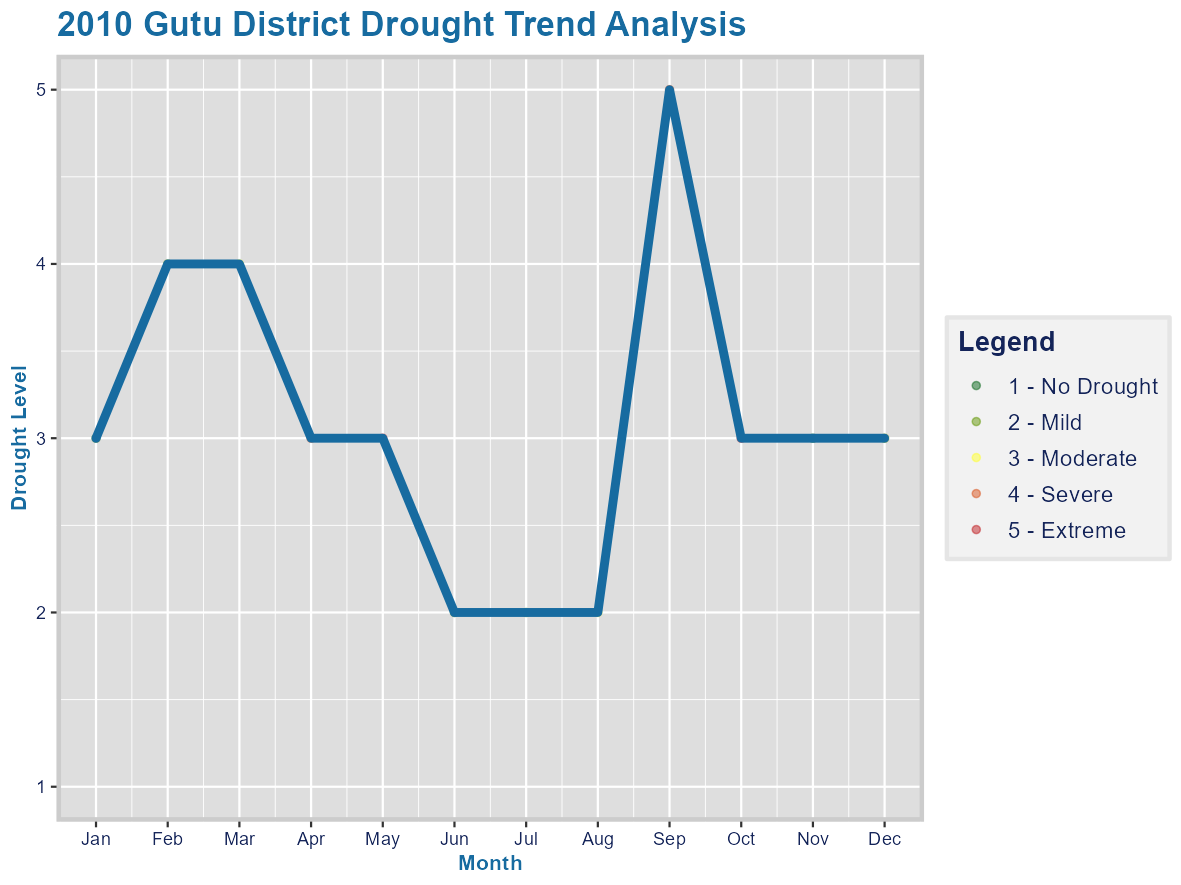 2010 Gutu District Drought Trend Analysis
5
4
3
2
1
Drought Level
Jan Feb Mar Apr May Jun Jul Aug Sep Oct Nov Dec
Month
Legend
1 - No Drought
2 - Mild
3 - Moderate
4 - Severe
5 - Extreme